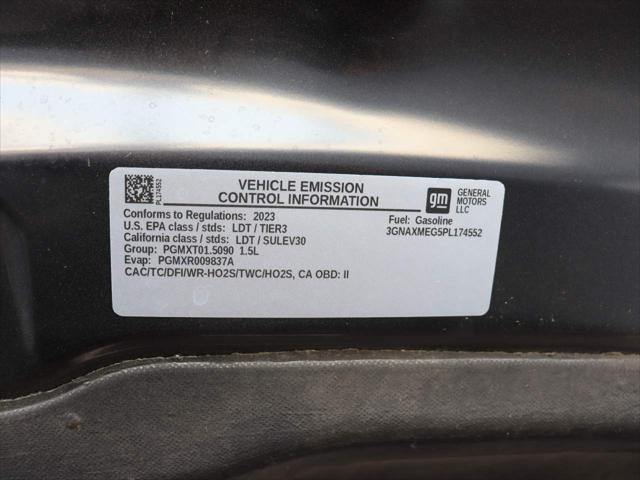 PL174552
VEHICLE EMISSION
CONTROL INFORMATION
gm
GENERAL
MOTORS
LLC
Conforms to Regulations: 2023
U.S. EPA class / stds: LDT / TIER3
California class / stds: LDT / SULEV30
Group: PGMXT01.5090 1.5L
Evap: PGMXR009837A
CAC/TC/DFI/WR-HO2S/TWC/HO2S, CA OBD: II
Fuel: Gasoline
3GNAXMEG5PL174552